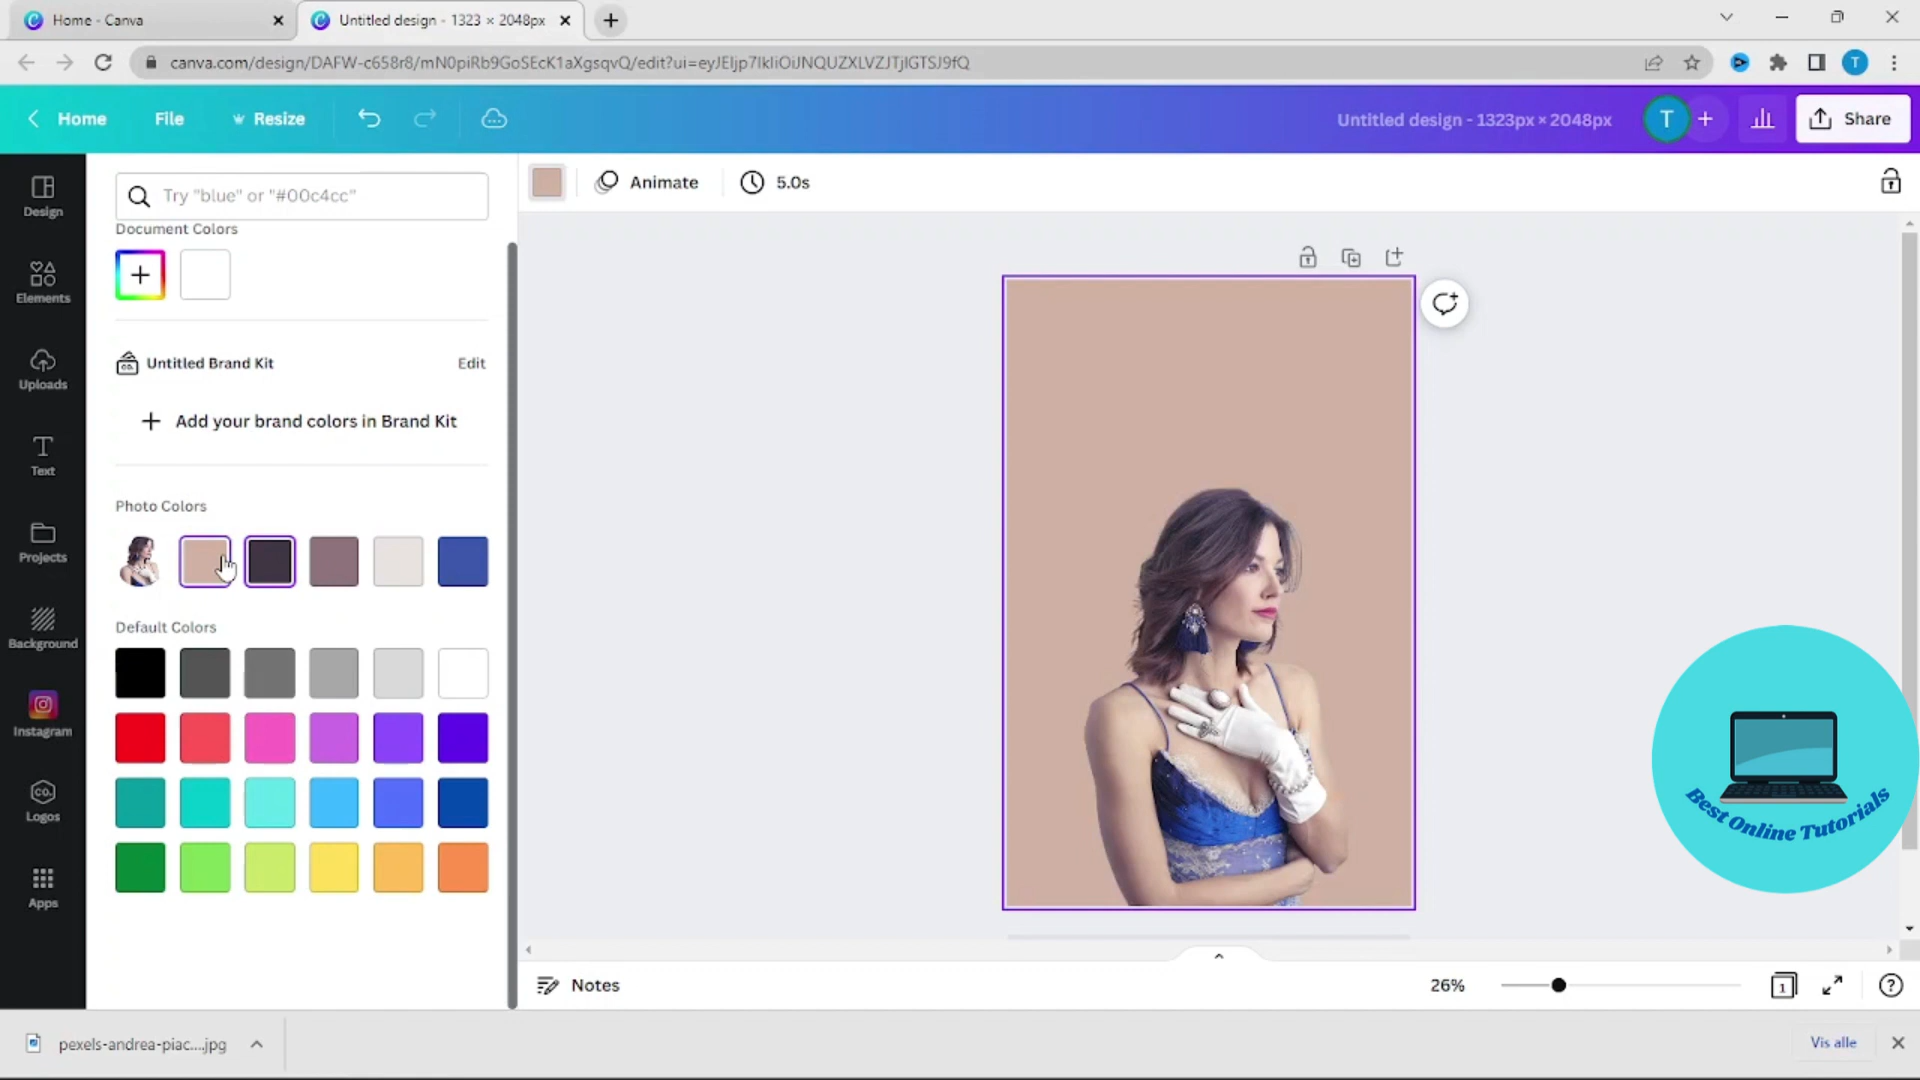 Home - Canva
Untitled design - 1323 × 2048px
canva.com/design/DAFW-c658r8/mN0piRb9GoSEcK1aXgsqvQ/edit?ui=eyJEIjp7IkIiOiJNQUZXLVZJTjlGTSJ9fQ
Home
File
Resize
Untitled design - 1323px × 2048px
T
Share
Design
Elements
Uploads
Text
Projects
Background
Instagram
Logos
Apps
Try "blue" or "#00c4cc"
Document Colors
Untitled Brand Kit
Edit
Add your brand colors in Brand Kit
Photo Colors
Default Colors
Animate
5.0s
Best Online Tutorials
Notes
26%
1
pexels-andrea-piac....jpg
Vis alle